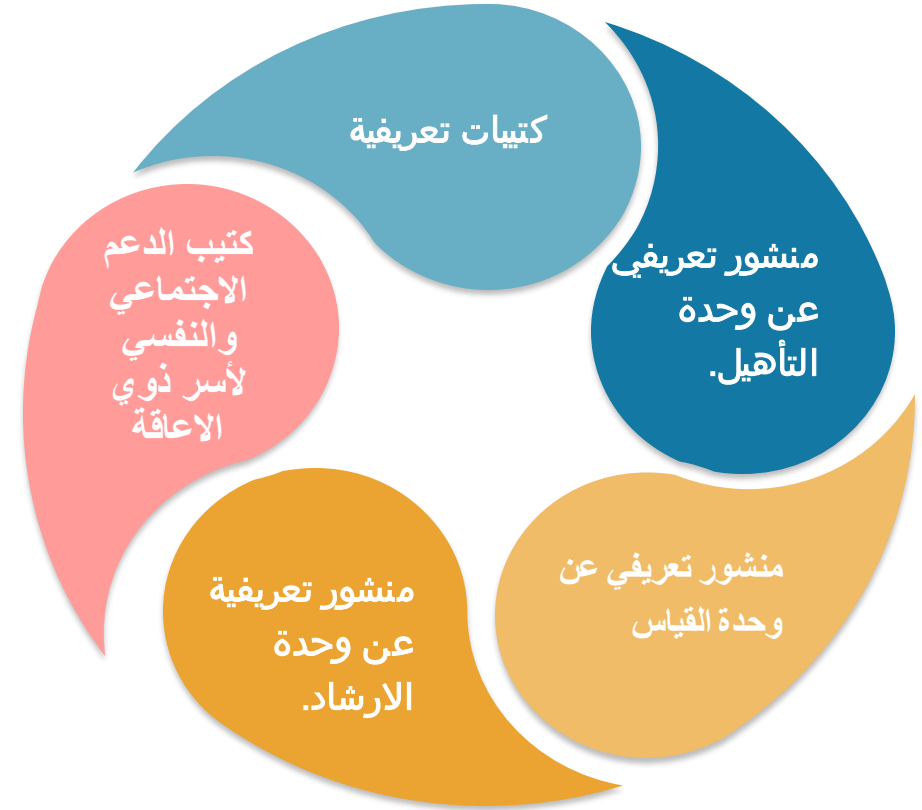 كتيبات تعريفية
منشور تعريفي
عن وحدة
التأهيل.
منشور تعريفي عن
وحدة القياس
منشور تعريفية
عن وحدة
الارشاد.
كتيب الدعم
الاجتماعي
والنفسي
لأسر ذوي
الاعاقة